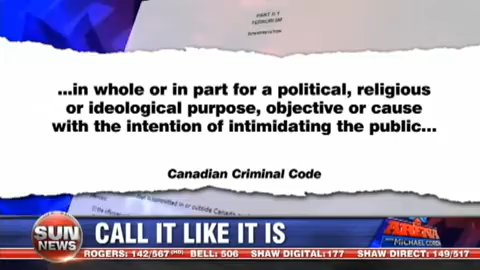 PART II.1
TERRORISM
...in whole or in part for a political, religious
or ideological purpose, objective or cause
with the intention of intimidating the public...
Canadian Criminal Code
SUN
NEWS
CALL IT LIKE IT IS
MICHAEL COREN
ROGERS: 142/567 (HD) BELL: 506 SHAW DIGITAL:177 SHAW DIRECT: 149/517